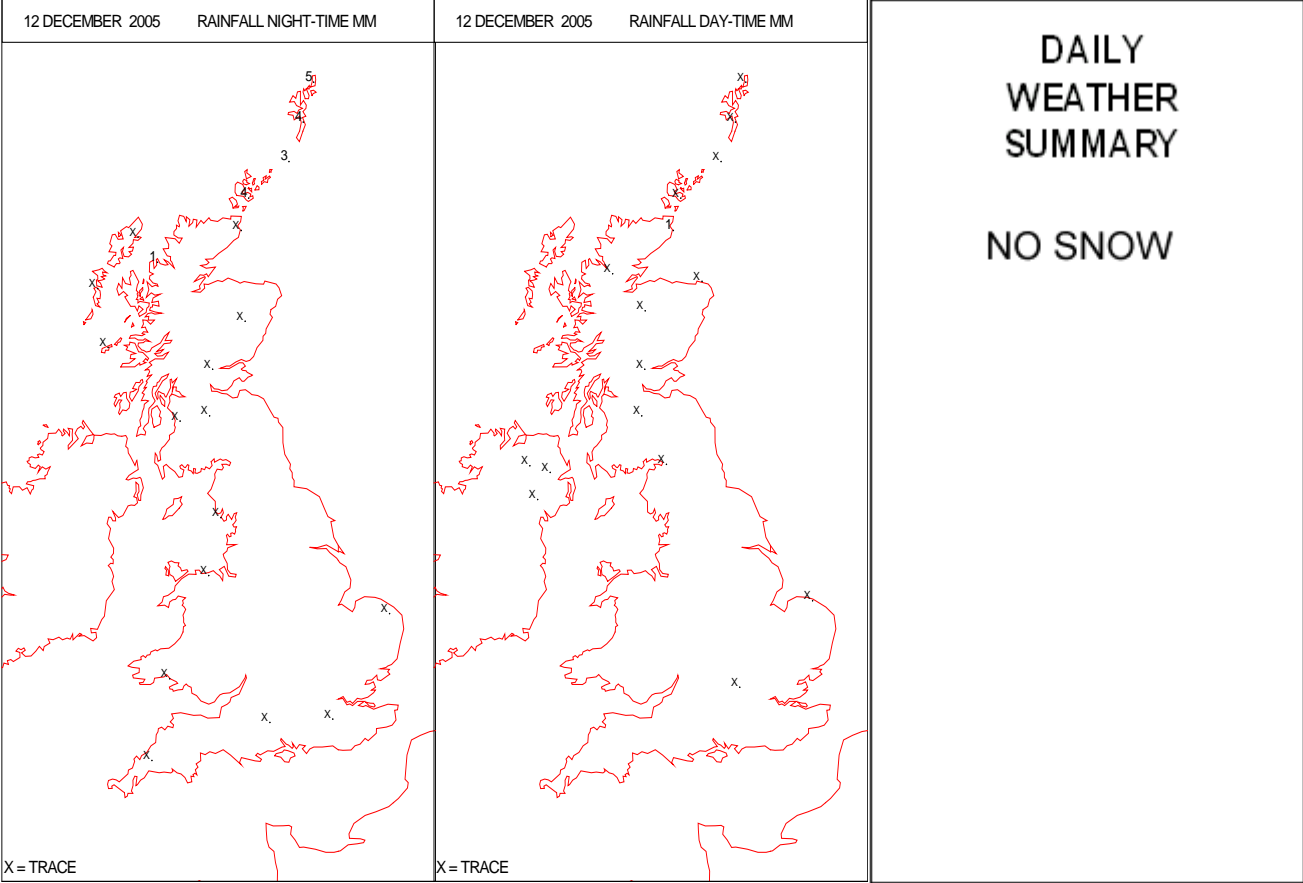 12 DECEMBER 2005 RAINFALL NIGHT-TIME MM
5
4
3
4
X
X
1
X
X
X
X
X
X
X
X
X
X
X
X
X
X = TRACE
12 DECEMBER 2005 RAINFALL DAY-TIME MM
X
X
X
X
1
X
X
X
X
X
X
X
X
X
X
X
X = TRACE
DAILY
WEATHER
SUMMARY
NO SNOW